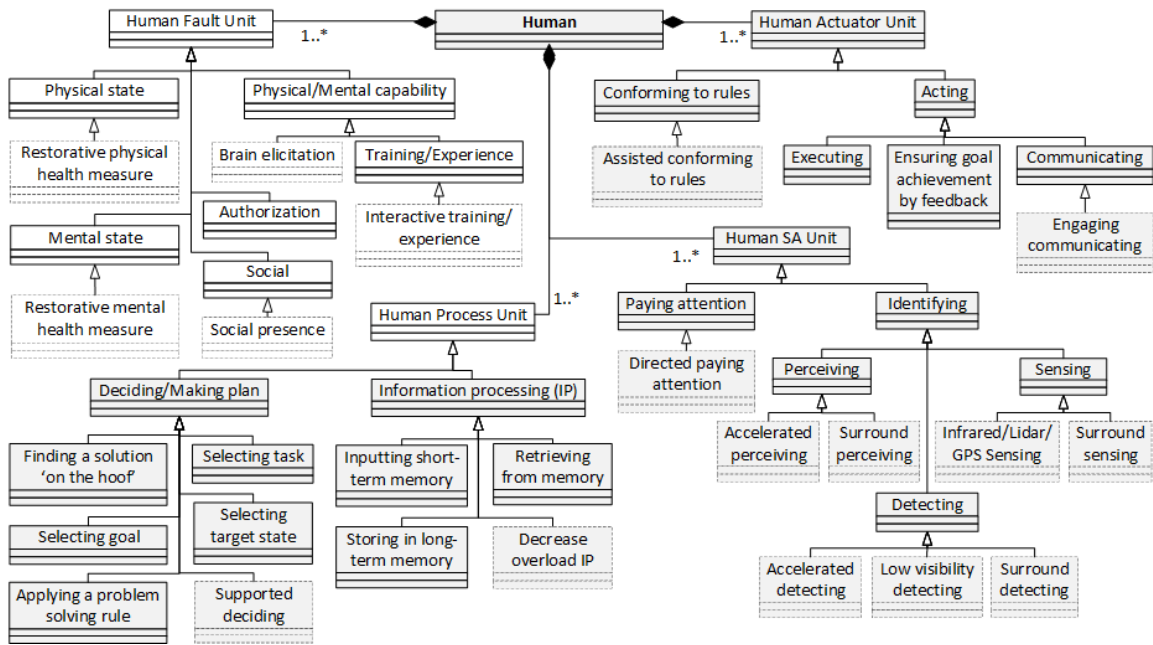 Human Fault Unit
1..*
Human
1..*
Human Actuator Unit
Physical state
Physical/Mental capability
Restorative physical
health measure
Brain elicitation
Training/Experience
Authorization
Interactive training/
experience
Mental state
Social
Restorative mental
health measure
Social presence
Conforming to rules
Acting
Assisted conforming
to rules
Executing
Ensuring goal
achievement
by feedback
Communicating
Engaging
communicating
Human SA Unit
1..*
1..*
Human Process Unit
Paying attention
Identifying
Directed paying
attention
Perceiving
Sensing
Accelerated
perceiving
Surround
perceiving
Infrared/Lidar/
GPS Sensing
Surround
sensing
Detecting
Accelerated
detecting
Low visibility
detecting
Surround
detecting
Deciding/Making plan
Information processing (IP)
Finding a solution
‘on the hoof’
Selecting task
Selecting goal
Selecting
target state
Applying a problem
solving rule
Supported
deciding
Inputting short-
term memory
Retrieving
from memory
Storing in long-
term memory
Decrease
overload IP